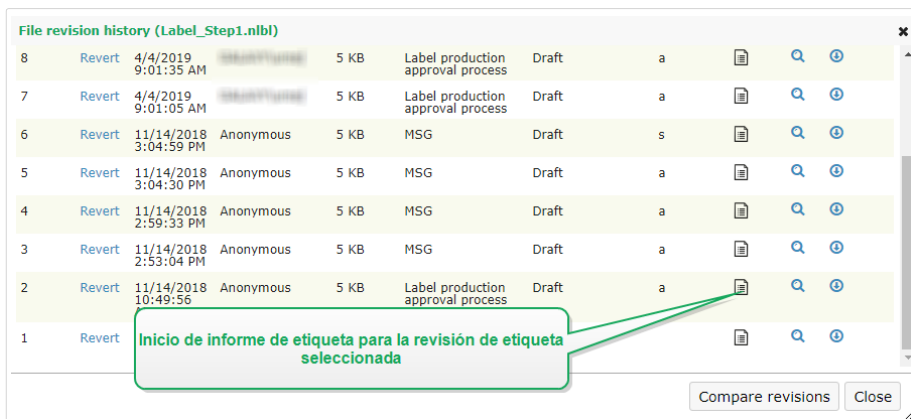 File revision history (Label_Step1.nlbl)
8 Revert 4/4/2019 9:01:35 AM 5 KB Label production approval process Draft a
7 Revert 4/4/2019 9:01:05 AM 5 KB Label production approval process Draft a
6 Revert 11/14/2018 3:04:59 PM Anonymous 5 KB MSG Draft s
5 Revert 11/14/2018 3:04:30 PM Anonymous 5 KB MSG Draft a
4 Revert 11/14/2018 2:59:33 PM Anonymous 5 KB MSG Draft a
3 Revert 11/14/2018 2:53:04 PM Anonymous 5 KB MSG Draft a
2 Revert 11/14/2018 10:49:56 Anonymous 5 KB Label production approval process Draft a
1 Revert
Inicio de informe de etiqueta para la revisión de etiqueta
seleccionada
Compare revisions Close